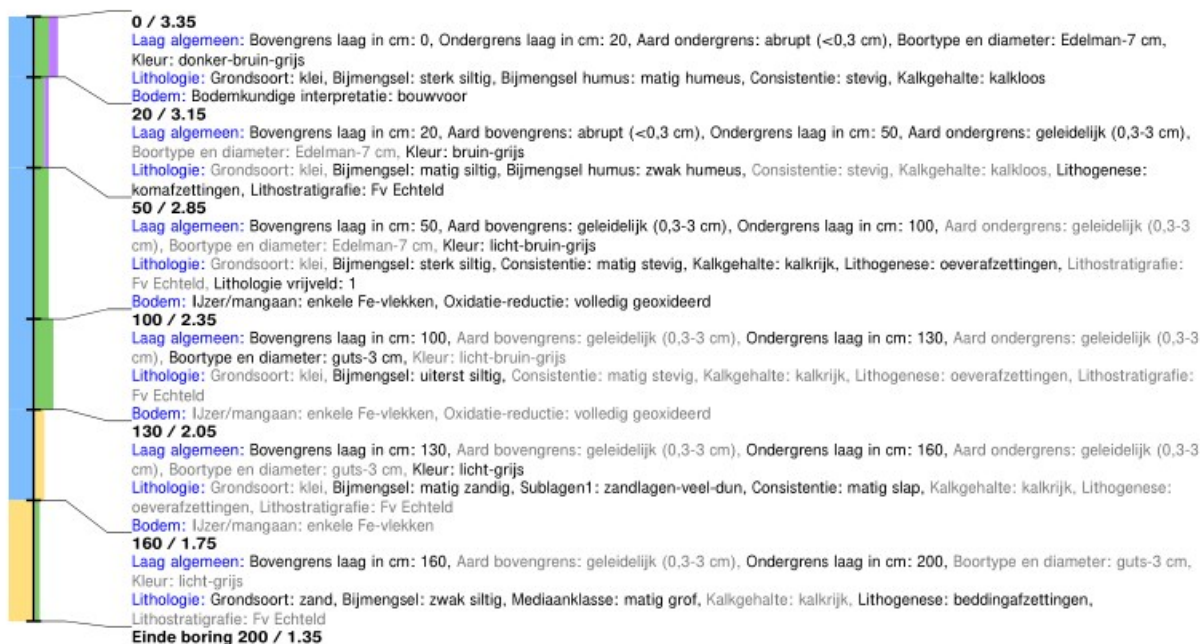 0 / 3.35
Laag algemeen: Bovengrens laag in cm: 0, Ondergrens laag in cm: 20, Aard ondergrens: abrupt (<0,3 cm), Boortype en diameter: Edelman-7 cm,
Kleur: donker-bruin-grijs
Lithologie: Grondsoort: klei, Bijmengsel: sterk siltig, Bijmengsel humus: matig humeus, Consistentie: stevig, Kalkgehalte: kalkloos
Bodem: Bodemkundige interpretatie: bouwvoor
20 / 3.15
Laag algemeen: Bovengrens laag in cm: 20, Aard bovengrens: abrupt (<0,3 cm), Ondergrens laag in cm: 50, Aard ondergrens: geleidelijk (0,3-3 cm),
Boortype en diameter: Edelman-7 cm, Kleur: bruin-grijs
Lithologie: Grondsoort: klei, Bijmengsel: matig siltig, Bijmengsel humus: zwak humeus, Consistentie: stevig, Kalkgehalte: kalkloos, Lithogenese:
komafzettingen, Lithostratigrafie: Fv Echteld
50 / 2.85
Laag algemeen: Bovengrens laag in cm: 50, Aard bovengrens: geleidelijk (0,3-3 cm), Ondergrens laag in cm: 100, Aard ondergrens: geleidelijk (0,3-3
cm), Boortype en diameter: Edelman-7 cm, Kleur: licht-bruin-grijs
Lithologie: Grondsoort: klei, Bijmengsel: sterk siltig, Consistentie: matig stevig, Kalkgehalte: kalkrijk, Lithogenese: oeverafzettingen, Lithostratigrafie:
Fv Echteld, Lithologie vrijveld: 1
Bodem: IJzer/mangaan: enkele Fe-vlekken, Oxidatie-reductie: volledig geoxideerd
100 / 2.35
Laag algemeen: Bovengrens laag in cm: 100, Aard bovengrens: geleidelijk (0,3-3 cm), Ondergrens laag in cm: 130, Aard ondergrens: geleidelijk (0,3-3
cm), Boortype en diameter: guts-3 cm, Kleur: licht-bruin-grijs
Lithologie: Grondsoort: klei, Bijmengsel: uiterst siltig, Consistentie: matig stevig, Kalkgehalte: kalkrijk, Lithogenese: oeverafzettingen, Lithostratigrafie:
Fv Echteld
Bodem: IJzer/mangaan: enkele Fe-vlekken, Oxidatie-reductie: volledig geoxideerd
130 / 2.05
Laag algemeen: Bovengrens laag in cm: 130, Aard bovengrens: geleidelijk (0,3-3 cm), Ondergrens laag in cm: 160, Aard ondergrens: geleidelijk (0,3-3
cm), Boortype en diameter: guts-3 cm, Kleur: licht-grijs
Lithologie: Grondsoort: klei, Bijmengsel: matig zandig, Sublagen1: zandlagen-veel-dun, Consistentie: matig slap, Kalkgehalte: kalkrijk, Lithogenese:
oeverafzettingen, Lithostratigrafie: Fv Echteld
Bodem: IJzer/mangaan: enkele Fe-vlekken
160 / 1.75
Laag algemeen: Bovengrens laag in cm: 160, Aard bovengrens: geleidelijk (0,3-3 cm), Ondergrens laag in cm: 200, Boortype en diameter: guts-3 cm,
Kleur: licht-grijs
Lithologie: Grondsoort: zand, Bijmengsel: zwak siltig, Mediaanklasse: matig grof, Kalkgehalte: kalkrijk, Lithogenese: beddingafzettingen,
Lithostratigrafie: Fv Echteld
Einde boring 200 / 1.35